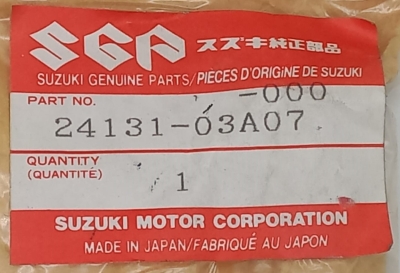 SGP スズキ純正部品
SUZUKI GENUINE PARTS/PIECES D'ORIGINE DE SUZUKI
PART NO. -000
24131-03A07
QUANTITY
(QUANTITÉ) 1
SUZUKI MOTOR CORPORATION
MADE IN JAPAN/FABRIQUÉ AU JAPON